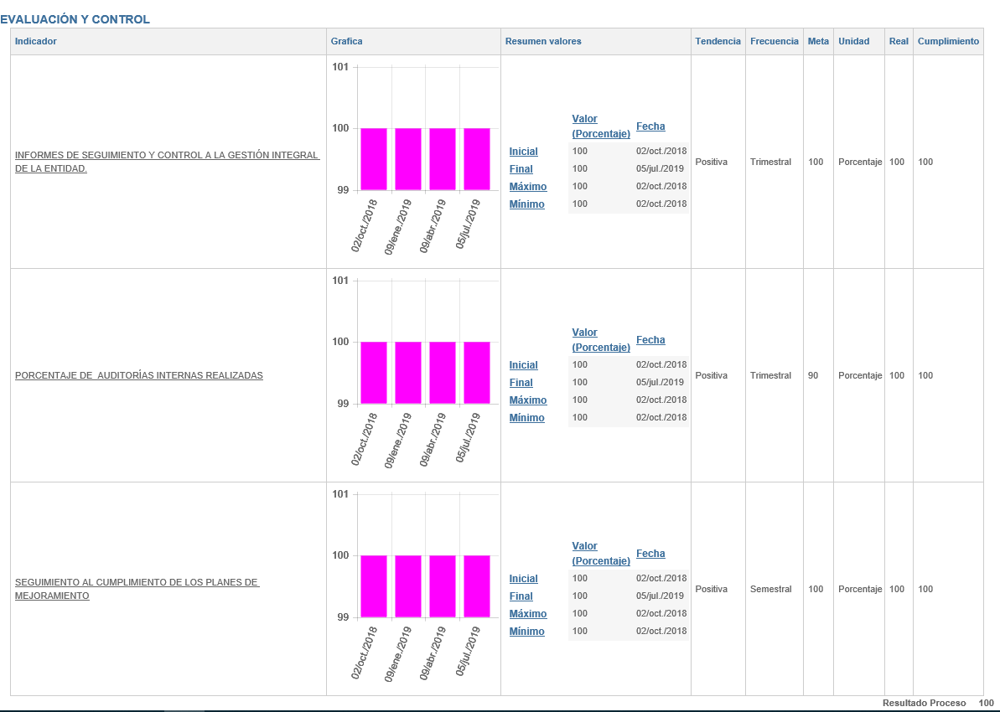 EVALUACIÓN Y CONTROL
Indicador Grafica Resumen valores Tendencia Frecuencia Meta Unidad Real Cumplimiento
INFORMES DE SEGUIMIENTO Y CONTROL A LA GESTIÓN INTEGRAL
DE LA ENTIDAD.
101
100
99
02/oct./2018 09/ene./2019 09/abr./2019 05/jul./2019
Valor
(Porcentaje) Fecha
Inicial 100 02/oct./2018
Final 100 05/jul./2019
Máximo 100 02/oct./2018
Mínimo 100 02/oct./2018
Positiva Trimestral 100 Porcentaje 100 100
PORCENTAJE DE  AUDITORÍAS INTERNAS REALIZADAS
101
100
99
02/oct./2018 09/ene./2019 09/abr./2019 05/jul./2019
Valor
(Porcentaje) Fecha
Inicial 100 02/oct./2018
Final 100 05/jul./2019
Máximo 100 02/oct./2018
Mínimo 100 02/oct./2018
Positiva Trimestral 90 Porcentaje 100 100
SEGUIMIENTO AL CUMPLIMIENTO DE LOS PLANES DE
MEJORAMIENTO
101
100
99
02/oct./2018 09/ene./2019 09/abr./2019 05/jul./2019
Valor
(Porcentaje) Fecha
Inicial 100 02/oct./2018
Final 100 05/jul./2019
Máximo 100 02/oct./2018
Mínimo 100 02/oct./2018
Positiva Semestral 100 Porcentaje 100 100
Resultado Proceso 100